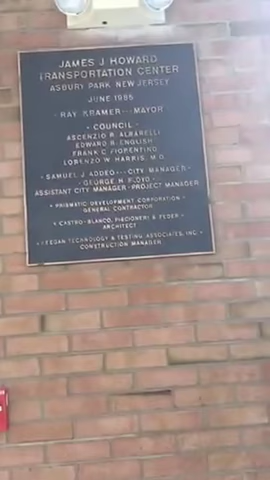 JAMES J. HOWARD
TRANSPORTATION CENTER
ASBURY PARK, NEW JERSEY
JUNE 1985
• RAY KRAMER---MAYOR
• COUNCIL •
ASCENZIO R. ALBARELLI
EDWARD R. ENGLISH
FRANK C. FIORENTINO
LORENZO W. HARRIS, M.D.
• SAMUEL J. ADDEO---CITY MANAGER •
• GEORGE H. FLOYD •
ASSISTANT CITY MANAGER - PROJECT MANAGER
• PRISMATIC DEVELOPMENT CORPORATION •
GENERAL CONTRACTOR
• CASTRO-BLANCO, PISCIONERI & FEDER •
ARCHITECT
TECHNOLOGY & TESTING ASSOCIATES, INC. •
CONSTRUCTION MANAGER